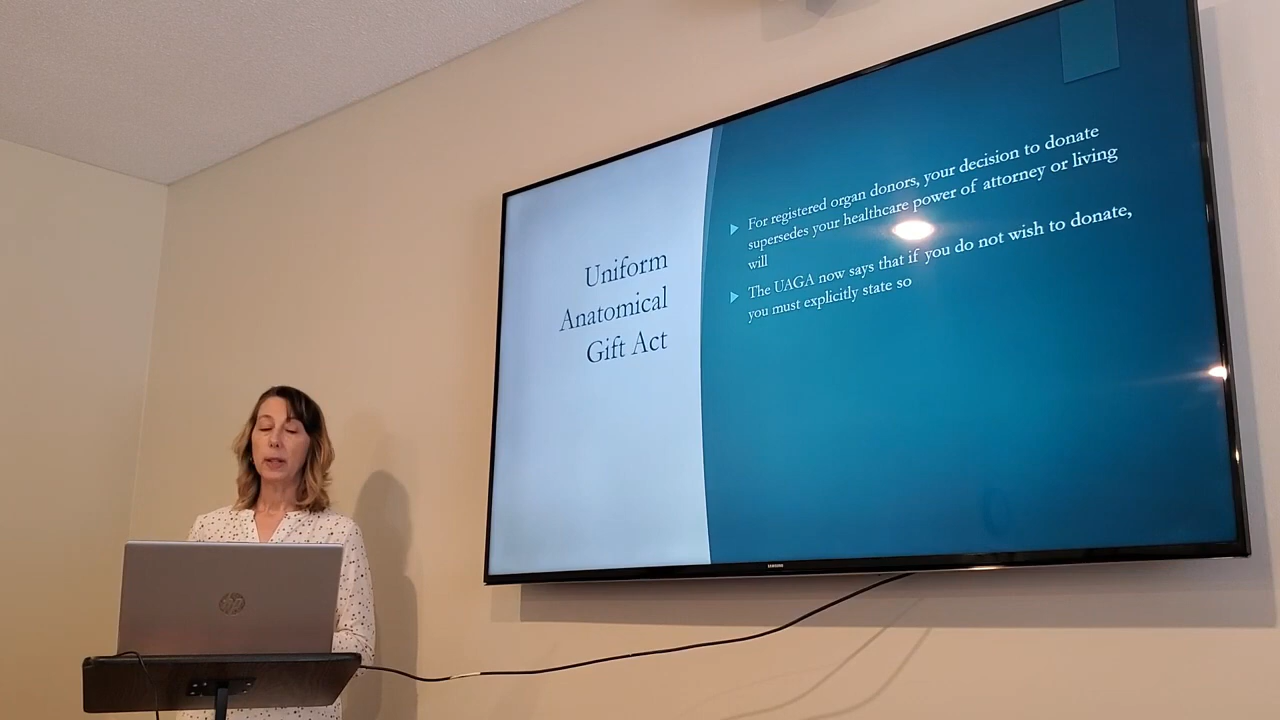 Uniform
Anatomical
Gift Act
For registered organ donors, your decision to donate
supersedes your healthcare power of attorney or living
will
The UAGA now says that if you do not wish to donate,
you must explicitly state so
SAMSUNG
hp